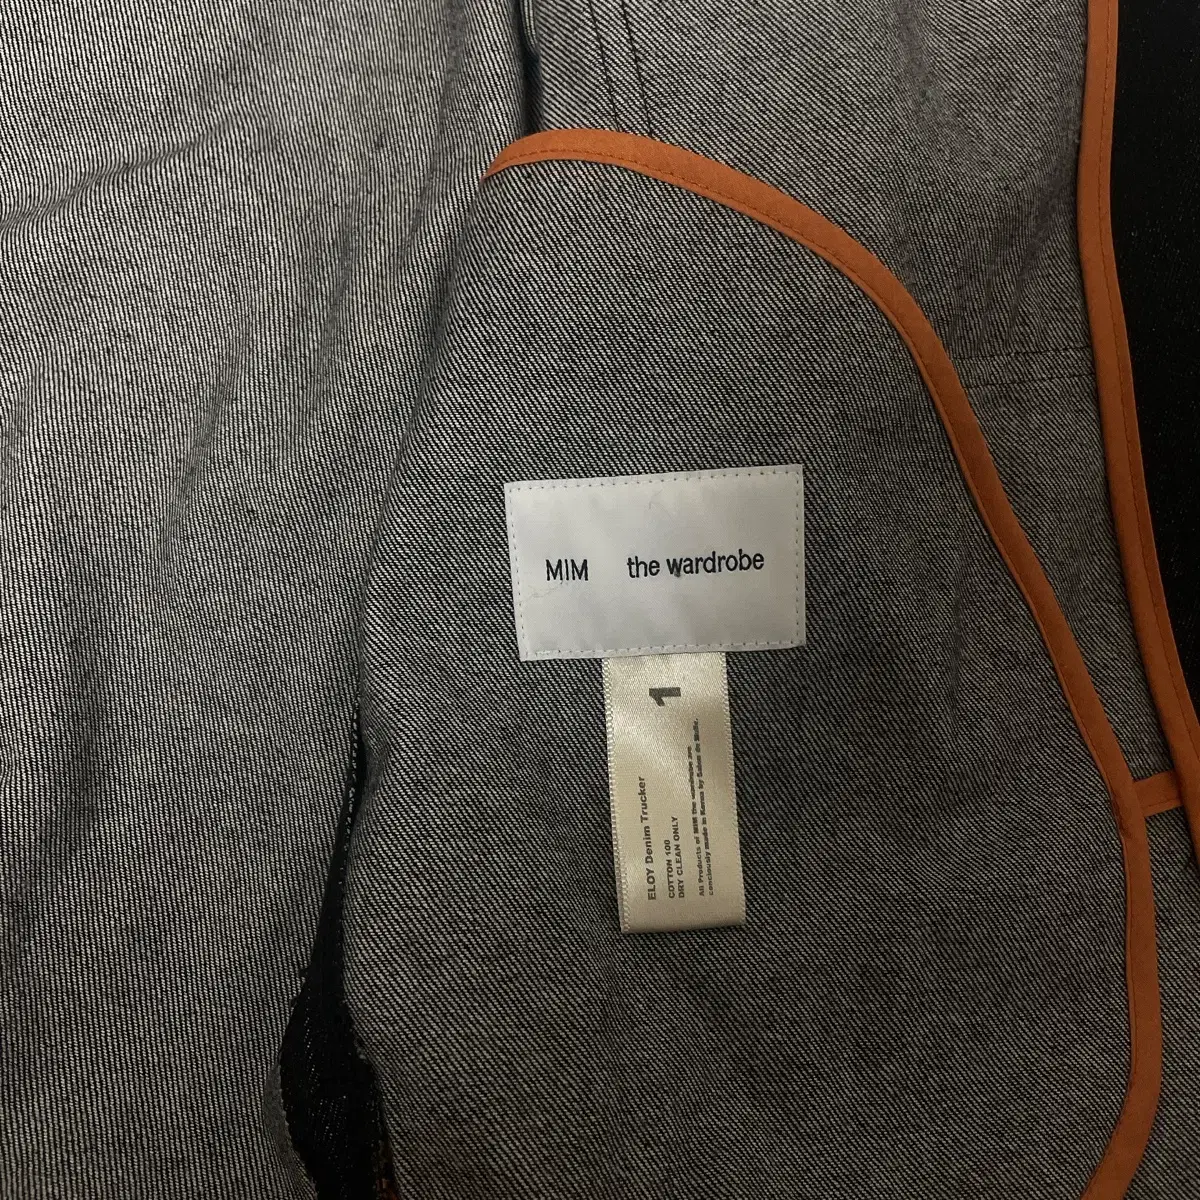 MIM the wardrobe
1
ELOY Denim Trucker
COTTON 100
DRY CLEAN ONLY
All Products of MIM the wardrobe are
made in Korea by